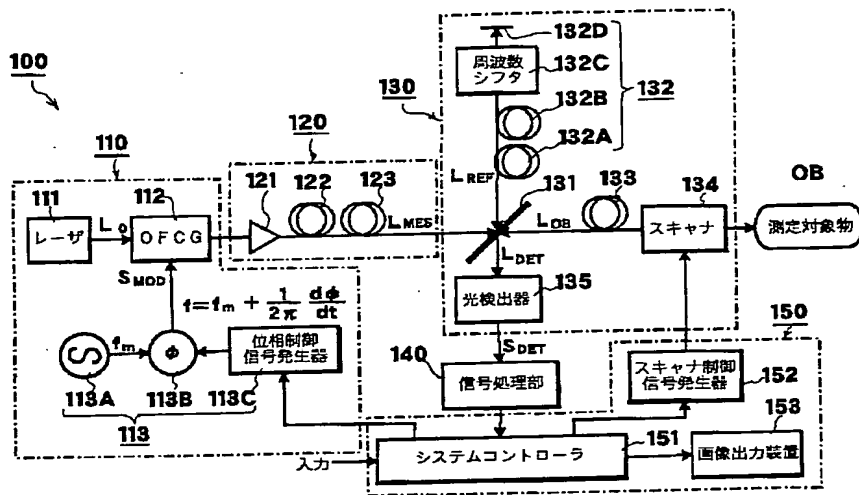 100
110
111
レーザ
L0
112
OFCG
SMOD
f=fm + 1/2π dφ/dt
S
fm
φ
位相制御
信号発生器
113A
113B
113C
113
120
121
122
123
LMES
130
132D
周波数
シフタ
132C
132B
132A
132
LREF
131
133
LOB
134
スキャナ
OB
測定対象物
LDET
光検出器
135
SDET
140
信号処理部
150
スキャナ制御
信号発生器
152
153
画像出力装置
151
システムコントローラ
入力